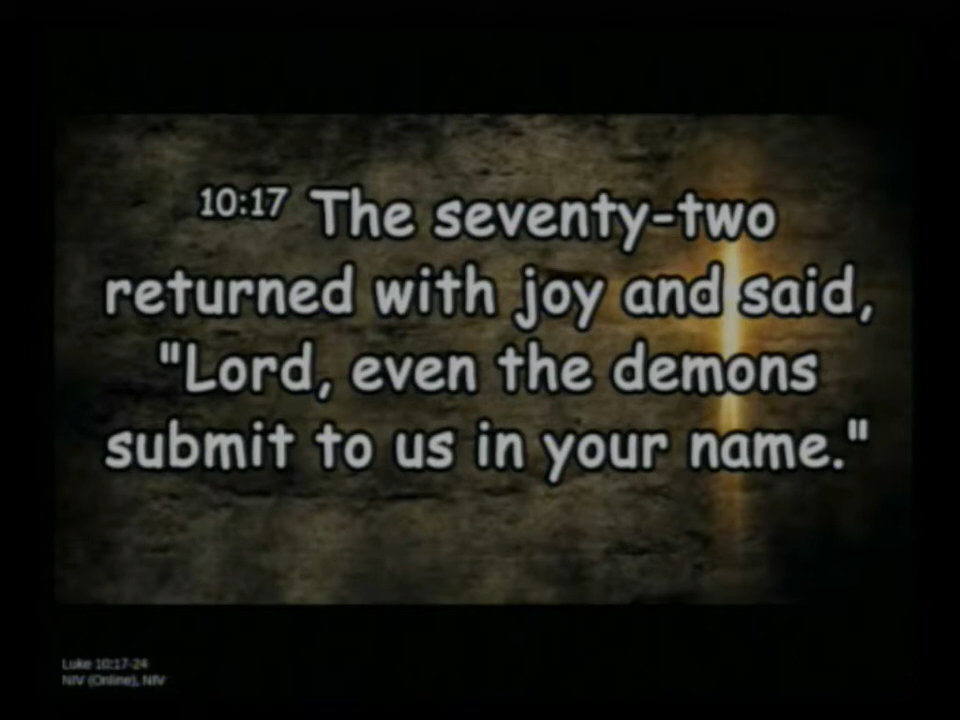 10:17 The seventy-two
returned with joy and said,
"Lord, even the demons
submit to us in your name."
Luke 10:17-24
NIV (Online), NIV